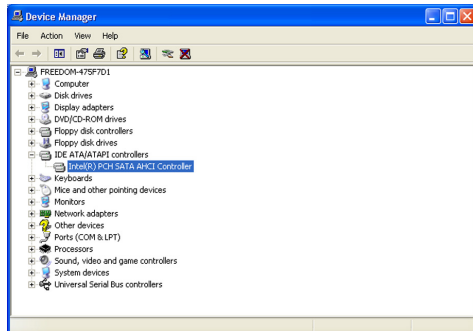 Device Manager
File Action View Help
FREEDOM-475F7D1
Computer
Disk drives
Display adapters
DVD/CD-ROM drives
Floppy disk controllers
Floppy disk drives
IDE ATA/ATAPI controllers
Intel(R) PCH SATA AHCI Controller
Keyboards
Mice and other pointing devices
Monitors
Network adapters
Other devices
Ports (COM & LPT)
Processors
Sound, video and game controllers
System devices
Universal Serial Bus controllers